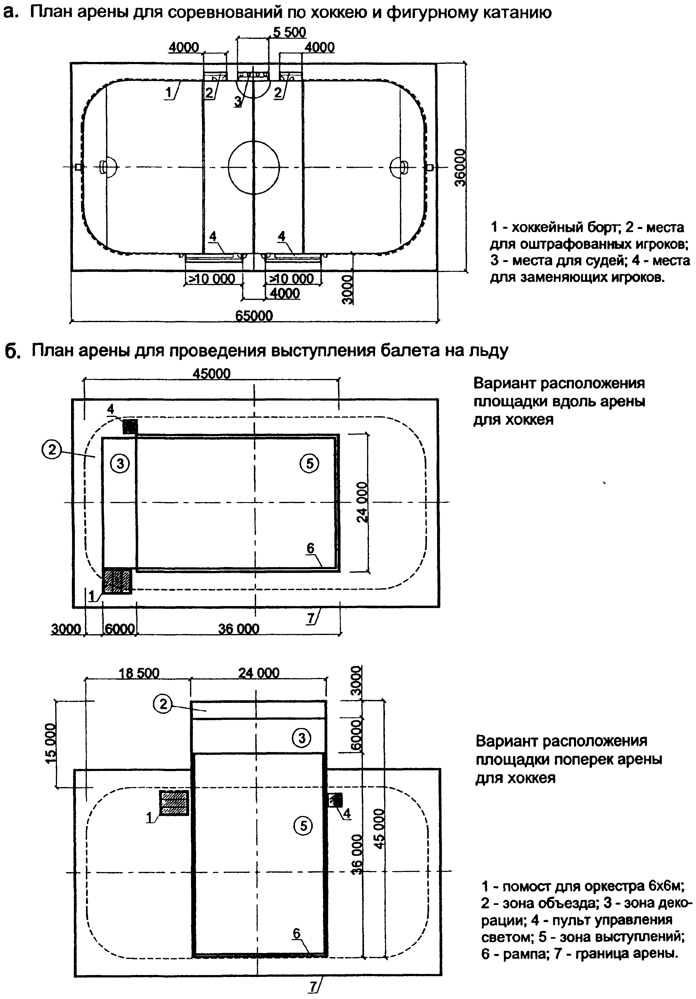 а. План арены для соревнований по хоккею и фигурному катанию
5 500
4000
4000
1
2
3
2
36000
4
4
1 - хоккейный борт; 2 - места
для оштрафованных игроков;
3 - места для судей; 4 - места
для заменяющих игроков.
>10 000
>10 000
4000
3000
65000
б. План арены для проведения выступления балета на льду
45000
Вариант расположения
площадки вдоль арены
для хоккея
4
2
3
5
24 000
6
1
7
3000
6000
36 000
18 500
24 000
3000
2
15 000
6000
3
Вариант расположения
площадки поперек арены
для хоккея
1
4
5
45 000
36 000
1 - помост для оркестра 6х6м;
2 - зона объезда; 3 - зона деко-
рации; 4 - пульт управления
светом; 5 - зона выступлений;
6 - рампа; 7 - граница арены.
6
7